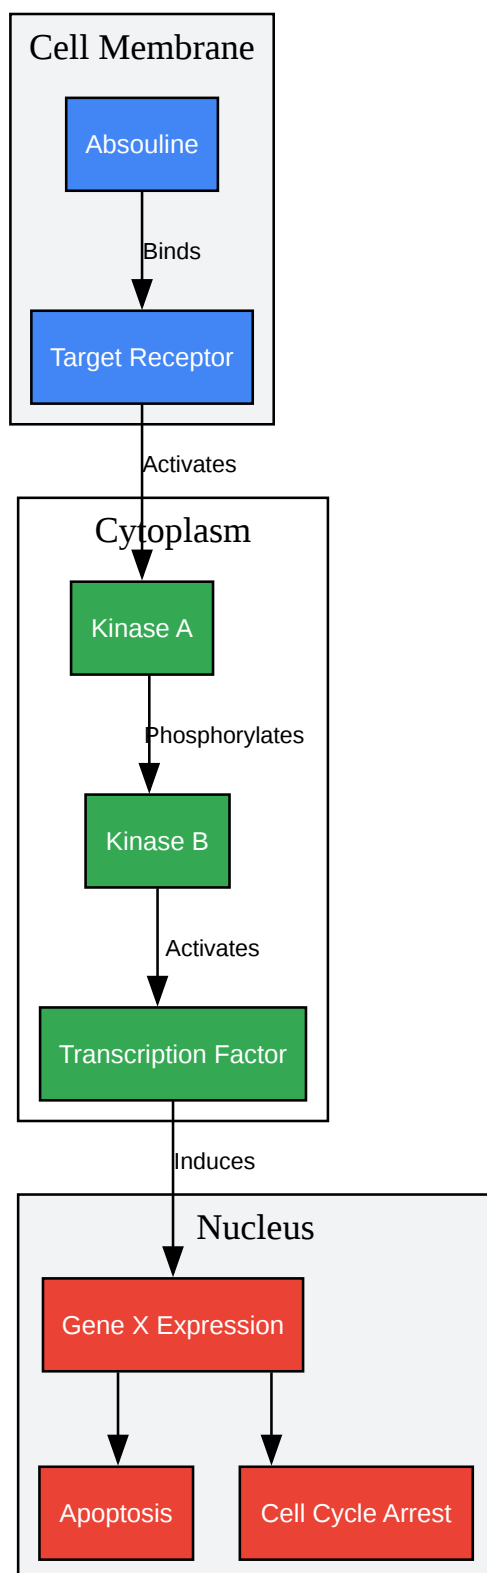 Cell Membrane
Absouline
Binds
Target Receptor
Activates
Cytoplasm
Kinase A
Phosphorylates
Kinase B
Activates
Transcription Factor
Induces
Nucleus
Gene X Expression
Apoptosis
Cell Cycle Arrest